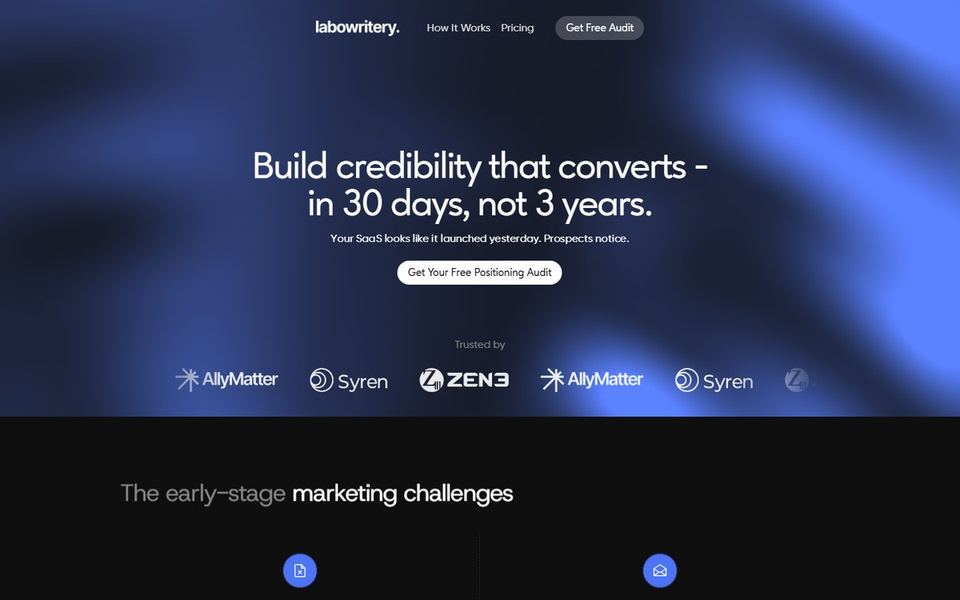 labowritery.
How It Works
Pricing
Get Free Audit
Build credibility that converts -
in 30 days, not 3 years.
Your SaaS looks like it launched yesterday. Prospects notice.
Get Your Free Positioning Audit
Trusted by
AllyMatter
Syren
ZEN3
AllyMatter
Syren
The early-stage marketing challenges